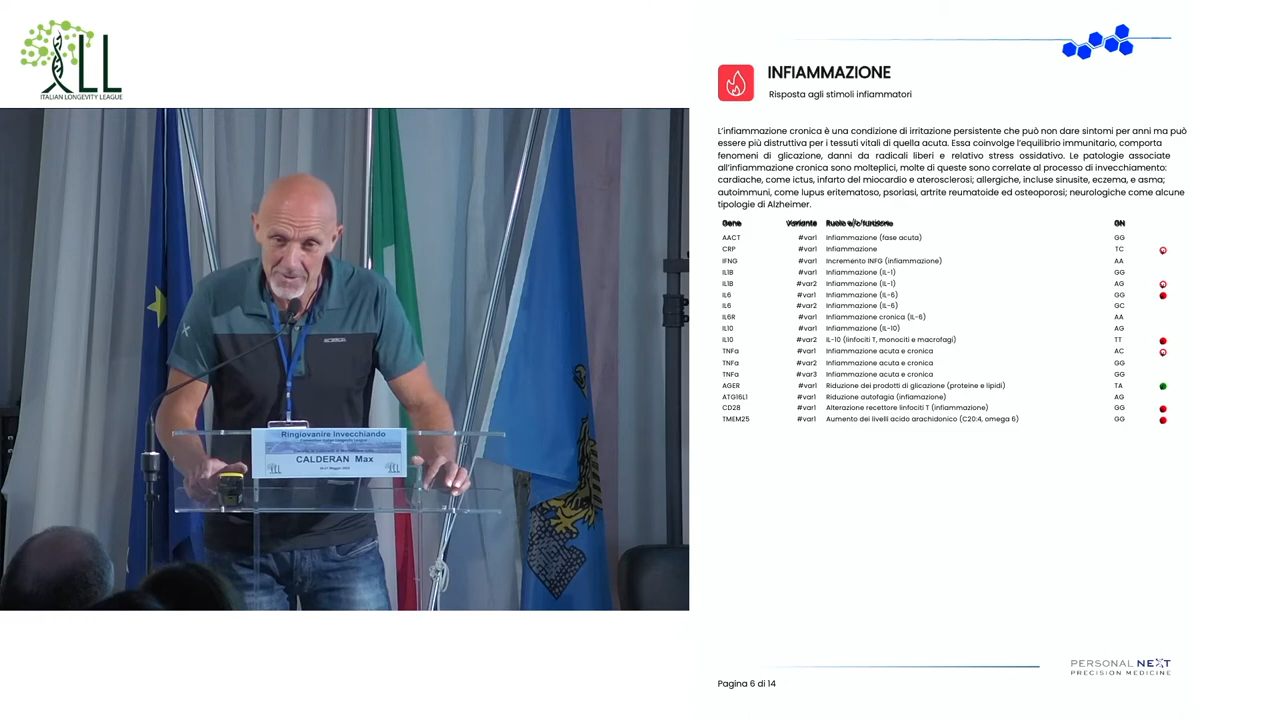 LL
ITALIAN LONGEVITY LEAGUE
INFIAMMAZIONE
Risposta agli stimoli infiammatori
L'infiammazione cronica è una condizione di irritazione persistente che può non dare sintomi per anni ma può
essere più distruttiva per i tessuti vitali di quella acuta. Essa coinvolge l'equilibrio immunitario, comporta
fenomeni di glicazione, danni da radicali liberi e relativo stress ossidativo. Le patologie associate
all'infiammazione cronica sono molteplici, molte di queste sono correlate al processo di invecchiamento:
cardiache, come ictus, infarto del miocardio e aterosclerosi; allergiche, incluse sinusite, eczema, e asma;
autoimmuni, come lupus eritematoso, psoriasi, artrite reumatoide ed osteoporosi; neurologiche come alcune
tipologie di Alzheimer.
Gene Variante Ruolo e/o funzione GN
AACT #var1 Infiammazione (fase acuta) GG
CRP #var1 Infiammazione TC
IFNG #var1 Incremento INFG (infiammazione) AA
IL1B #var1 Infiammazione (IL-1) GG
IL1B #var2 Infiammazione (IL-1) AG
IL6 #var1 Infiammazione (IL-6) GG
IL6 #var2 Infiammazione (IL-6) GC
IL6R #var1 Infiammazione cronica (IL-6) AA
IL10 #var1 Infiammazione (IL-10) AG
IL10 #var2 IL-10 (linfociti T, monociti e macrofagi) TT
TNFa #var1 Infiammazione acuta e cronica AC
TNFa #var2 Infiammazione acuta e cronica GG
TNFa #var3 Infiammazione acuta e cronica GG
AGER #var1 Riduzione dei prodotti di glicazione (proteine e lipidi) TA
ATG16L1 #var1 Riduzione autofagia (infiamazione) AG
CD28 #var1 Alterazione recettore linfociti T (infiammazione) GG
TMEM25 #var1 Aumento dei livelli acido arachidonico (C20:4, omega 6) GG
Ringiovanire Invecchiando
CALDERAN Max
PERSONAL NEXT
PRECISION MEDICINE
Pagina 6 di 14